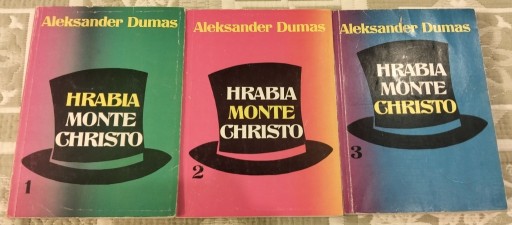 Aleksander Dumas
HRABIA
MONTE
CHRISTO
1
Aleksander Dumas
HRABIA
MONTE
CHRISTO
2
Aleksander Dumas
HRABIA
MONTE
CHRISTO
3